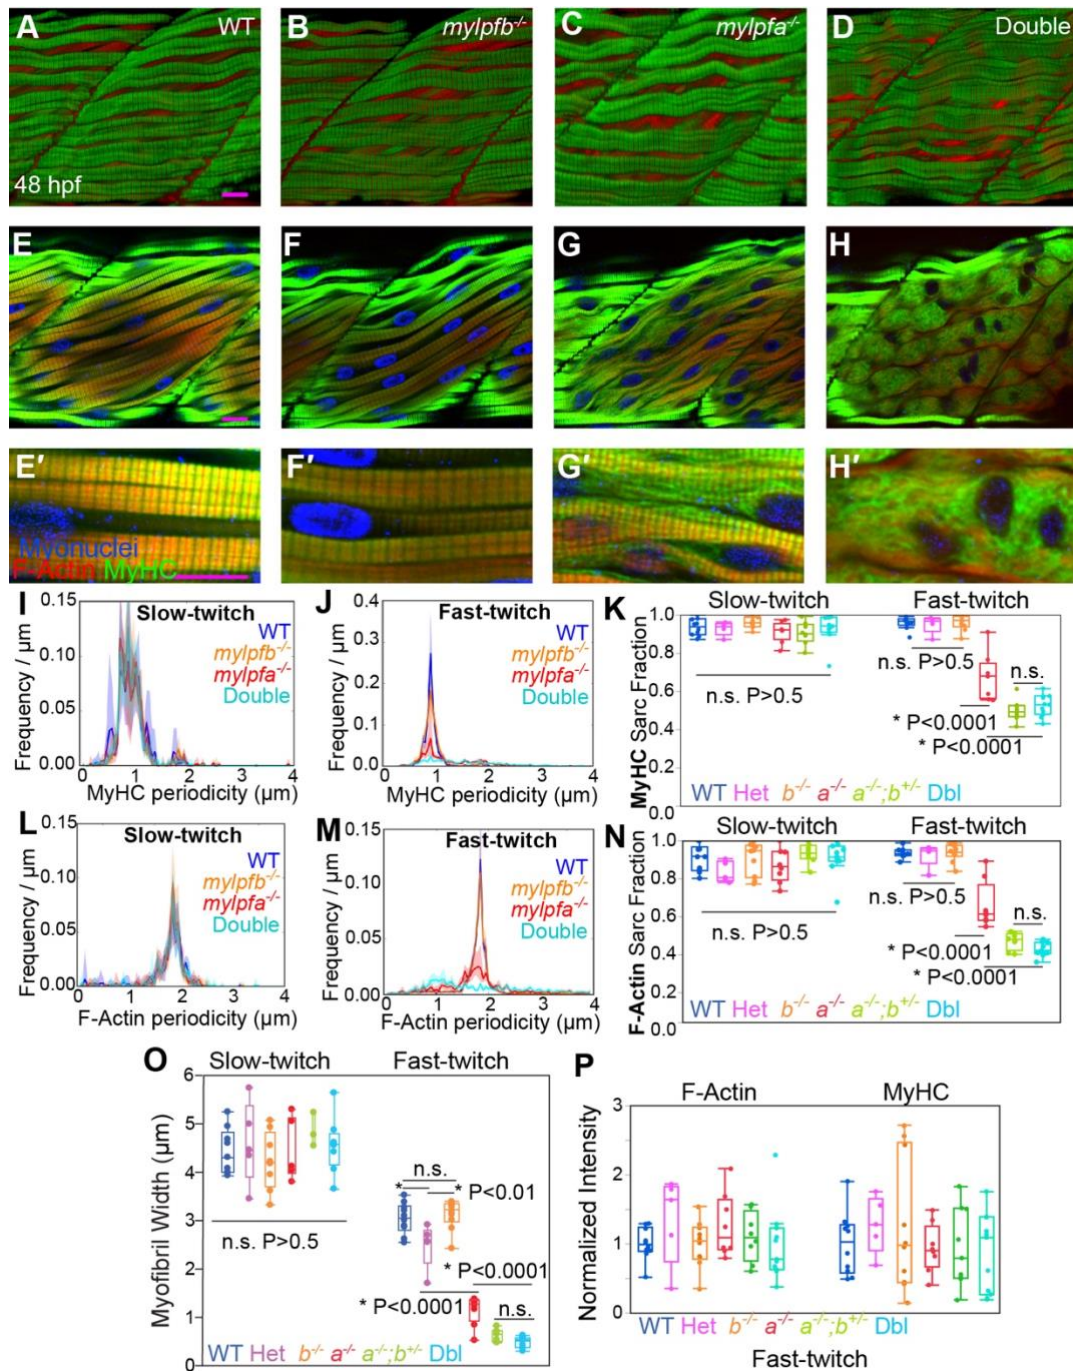 A WT B mylpfb-/- C mylpfa-/- D Double
48 hpf
E F G H
E′ F′ G′ H′
Myonuclei
F-Actin MyHC
I 0.15 Slow-twitch
WT
mylpfb-/-
mylpfa-/-
Double
0.10
0.05
0.00
0 1 2 3 4
Frequency / µm
MyHC periodicity (µm)
J 0.4 Fast-twitch
WT
mylpfb-/-
mylpfa-/-
Double
0.3
0.2
0.1
0.0
0 1 2 3 4
Frequency / µm
MyHC periodicity (µm)
K Slow-twitch Fast-twitch
1.0
0.8
0.6
0.4
0.2
0.0
MyHC Sarc Fraction
n.s. P>0.5
n.s. P>0.5
n.s.
* P<0.0001
* P<0.0001
WT Het b-/- a-/- a-/-;b+/- Dbl
L 0.15 Slow-twitch
WT
mylpfb-/-
mylpfa-/-
Double
0.10
0.05
0.00
0 1 2 3 4
Frequency / µm
F-Actin periodicity (µm)
M 0.15 Fast-twitch
WT
mylpfb-/-
mylpfa-/-
Double
0.10
0.05
0.00
0 1 2 3 4
Frequency / µm
F-Actin periodicity (µm)
N Slow-twitch Fast-twitch
1.0
0.8
0.6
0.4
0.2
0.0
F-Actin Sarc Fraction
n.s. P>0.5
n.s. P>0.5
n.s.
* P<0.0001
* P<0.0001
WT Het b-/- a-/- a-/-;b+/- Dbl
O Slow-twitch Fast-twitch
6
5
4
3
2
1
0
Myofibril Width (µm)
n.s. P>0.5
n.s.
* * P<0.01
* P<0.0001
* P<0.0001
n.s.
WT Het b-/- a-/- a-/-;b+/- Dbl
P F-Actin MyHC
3
2
1
0
Normalized Intensity
WT Het b-/- a-/- a-/-;b+/- Dbl
Fast-twitch